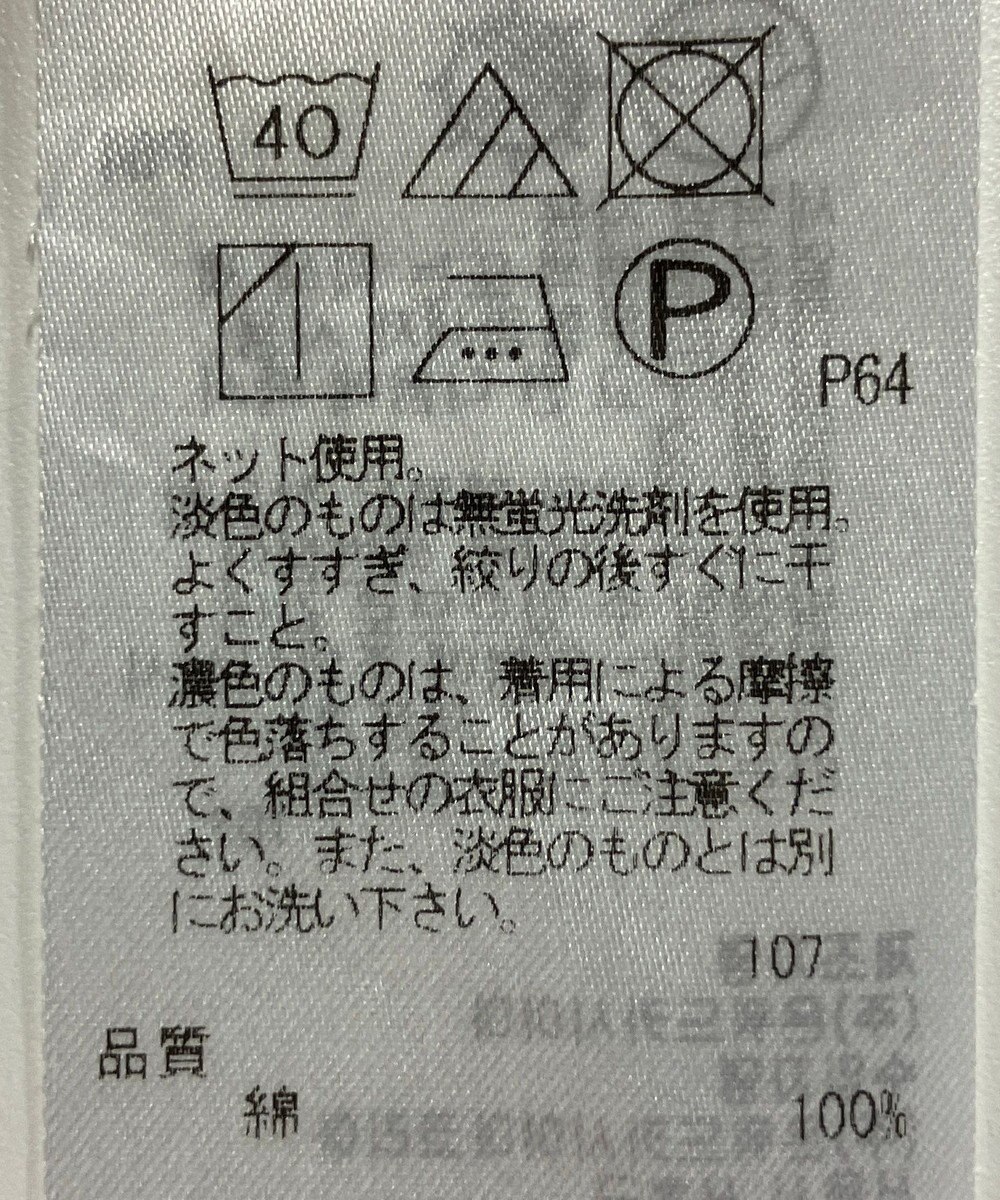 40
P
P64
ネット使用。
淡色のものは無蛍光洗剤を使用。
よくすすぎ、絞りの後すぐに干
すこと。
濃色のものは、着用による摩擦
で色落ちすることがありますの
で、組合せの衣服にご注意くだ
さい。また、淡色のものとは別
にお洗い下さい。
107
品質
綿 100%